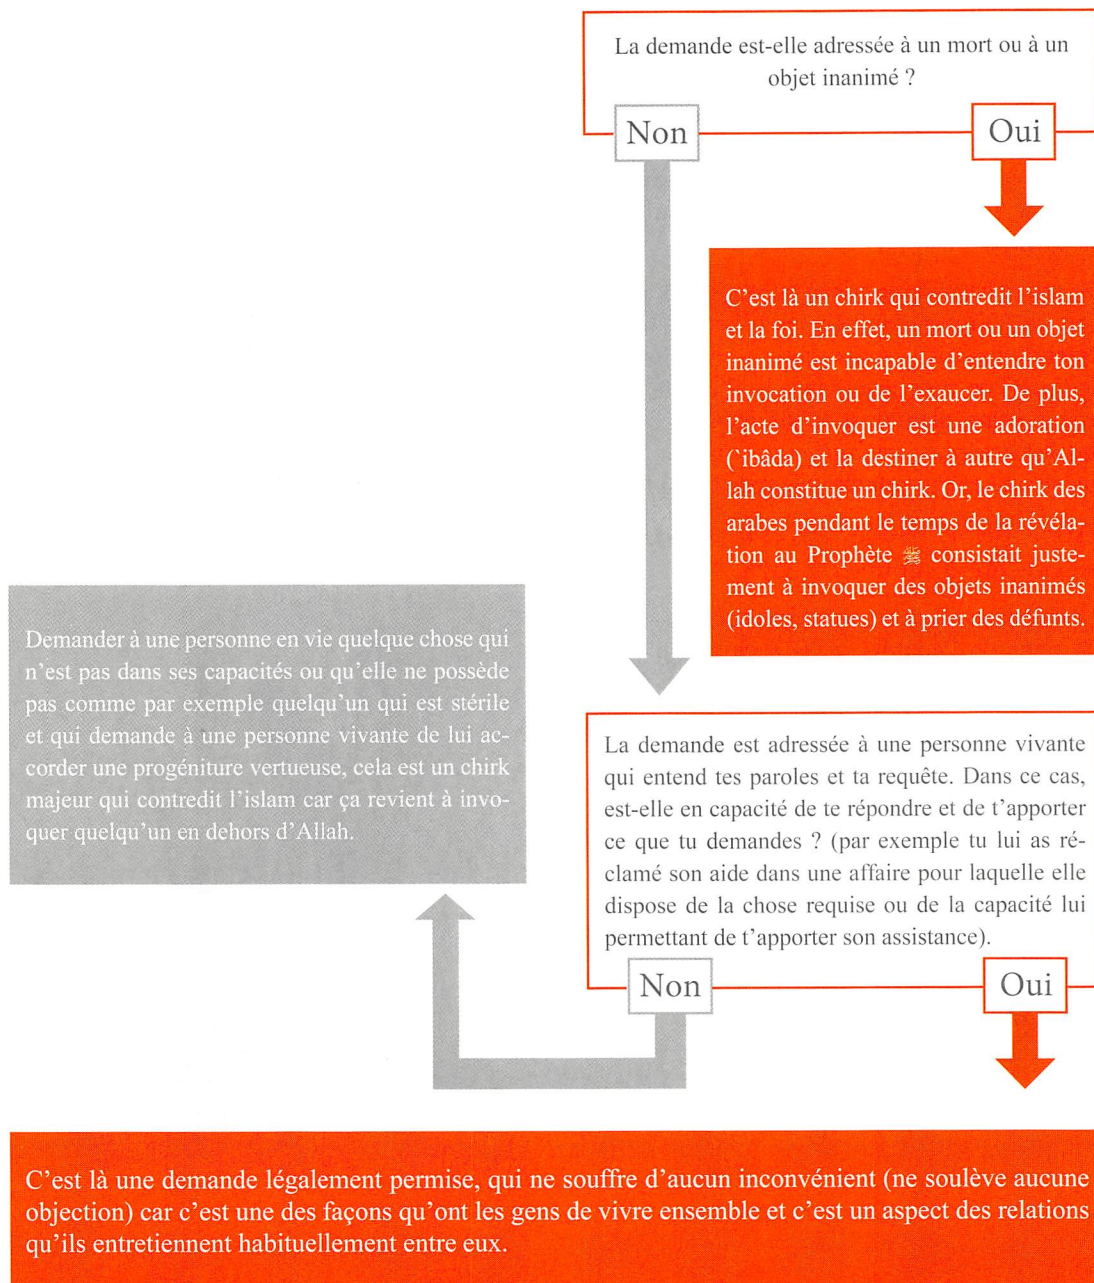 La demande est-elle adressée à un mort ou à un
objet inanimé ?
Non
Oui
C’est là un chirk qui contredit l’islam
et la foi. En effet, un mort ou un objet
inanimé est incapable d’entendre ton
invocation ou de l’exaucer. De plus,
l’acte d’invoquer est une adoration
(`ibâda) et la destiner à autre qu’Al-
lah constitue un chirk. Or, le chirk des
arabes pendant le temps de la révéla-
tion au Prophète ﷺ consistait juste-
ment à invoquer des objets inanimés
(idoles, statues) et à prier des défunts.
Demander à une personne en vie quelque chose qui
n’est pas dans ses capacités ou qu’elle ne possède
pas comme par exemple quelqu’un qui est stérile
et qui demande à une personne vivante de lui ac-
corder une progéniture vertueuse, cela est un chirk
majeur qui contredit l’islam car ça revient à invo-
quer quelqu’un en dehors d’Allah.
La demande est adressée à une personne vivante
qui entend tes paroles et ta requête. Dans ce cas,
est-elle en capacité de te répondre et de t’apporter
ce que tu demandes ? (par exemple tu lui as ré-
clamé son aide dans une affaire pour laquelle elle
dispose de la chose requise ou de la capacité lui
permettant de t’apporter son assistance).
Non
Oui
C’est là une demande légalement permise, qui ne souffre d’aucun inconvénient (ne soulève aucune
objection) car c’est une des façons qu’ont les gens de vivre ensemble et c’est un aspect des relations
qu’ils entretiennent habituellement entre eux.